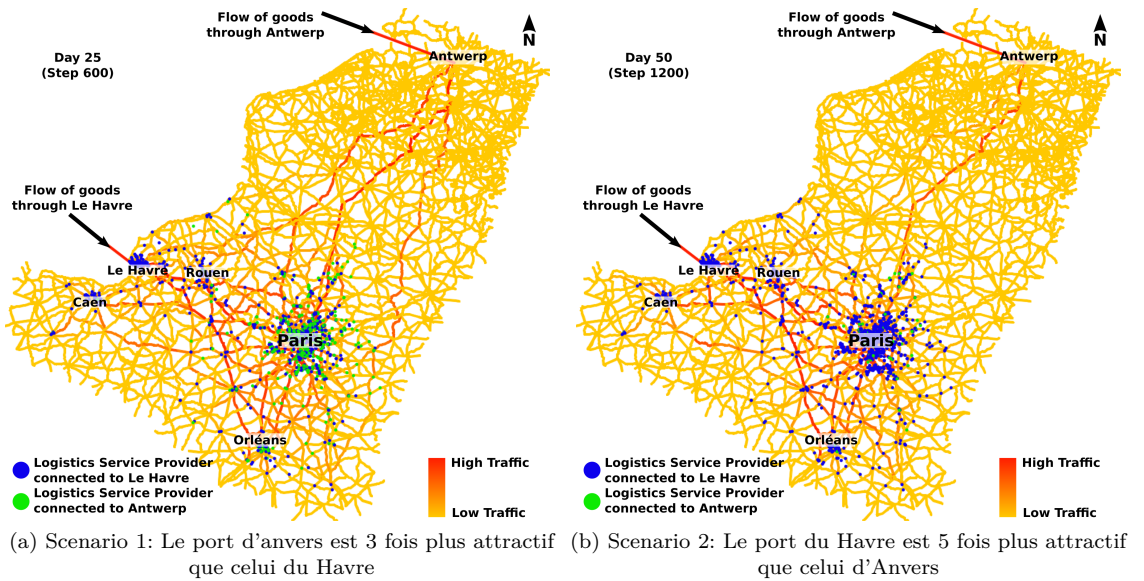 Flow of goods
through Antwerp
N
Antwerp
Day 25
(Step 600)
Flow of goods
through Le Havre
Le Havre
Rouen
Caen
Paris
Orléans
Logistics Service Provider
connected to Le Havre
Logistics Service Provider
connected to Antwerp
High Traffic
Low Traffic
(a) Scenario 1: Le port d'anvers est 3 fois plus attractif
que celui du Havre
Flow of goods
through Antwerp
N
Antwerp
Day 50
(Step 1200)
Flow of goods
through Le Havre
Le Havre
Rouen
Caen
Paris
Orléans
Logistics Service Provider
connected to Le Havre
Logistics Service Provider
connected to Antwerp
High Traffic
Low Traffic
(b) Scenario 2: Le port du Havre est 5 fois plus attractif
que celui d'Anvers